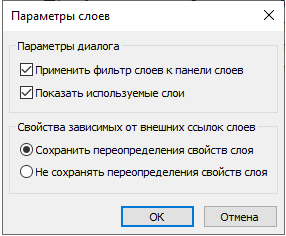 Параметры слоев
Параметры диалога
Применить фильтр слоев к панели слоев
Показать используемые слои
Свойства зависимых от внешних ссылок слоев
Сохранить переопределения свойств слоя
Не сохранять переопределения свойств слоя
ОК
Отмена